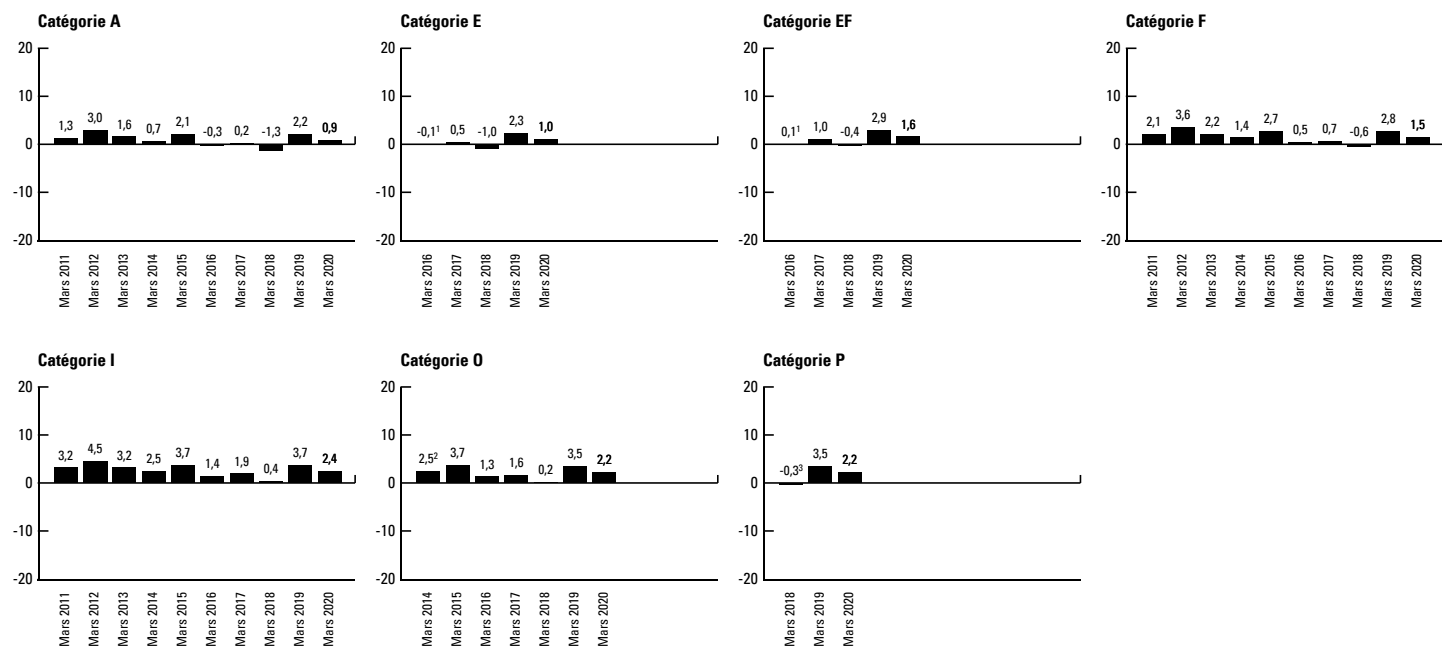 Catégorie A
20
10
0
-10
-20
1,3
3,0
1,6
0,7
2,1
-0,3
0,2
-1,3
2,2
0,9
Mars 2011
Mars 2012
Mars 2013
Mars 2014
Mars 2015
Mars 2016
Mars 2017
Mars 2018
Mars 2019
Mars 2020
Catégorie E
20
10
0
-10
-20
-0,1¹
0,5
-1,0
2,3
1,0
Mars 2016
Mars 2017
Mars 2018
Mars 2019
Mars 2020
Catégorie EF
20
10
0
-10
-20
0,1¹
1,0
-0,4
2,9
1,6
Mars 2016
Mars 2017
Mars 2018
Mars 2019
Mars 2020
Catégorie F
20
10
0
-10
-20
2,1
3,6
2,2
1,4
2,7
0,5
0,7
-0,6
2,8
1,5
Mars 2011
Mars 2012
Mars 2013
Mars 2014
Mars 2015
Mars 2016
Mars 2017
Mars 2018
Mars 2019
Mars 2020
Catégorie I
20
10
0
-10
-20
3,2
4,5
3,2
2,5
3,7
1,4
1,9
0,4
3,7
2,4
Mars 2011
Mars 2012
Mars 2013
Mars 2014
Mars 2015
Mars 2016
Mars 2017
Mars 2018
Mars 2019
Mars 2020
Catégorie O
20
10
0
-10
-20
2,5²
3,7
1,3
1,6
0,2
3,5
2,2
Mars 2014
Mars 2015
Mars 2016
Mars 2017
Mars 2018
Mars 2019
Mars 2020
Catégorie P
20
10
0
-10
-20
-0,3³
3,5
2,2
Mars 2018
Mars 2019
Mars 2020